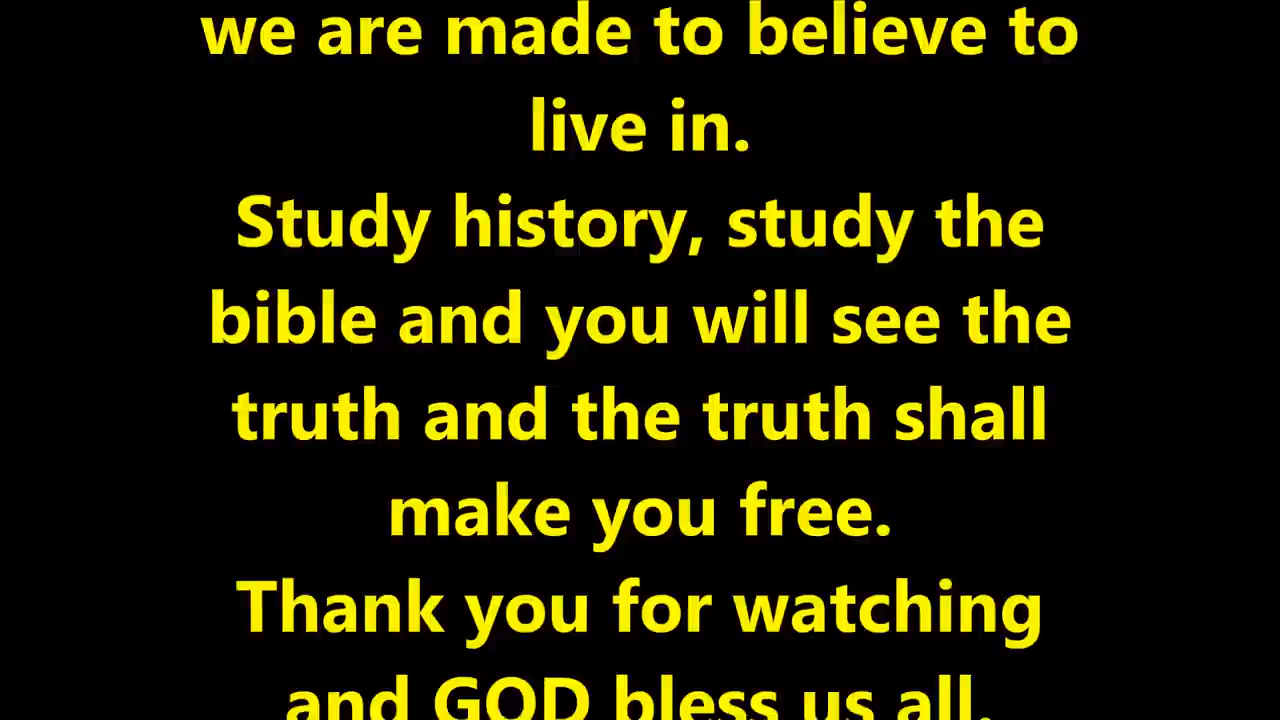 we are made to believe to
live in.
Study history, study the
bible and you will see the
truth and the truth shall
make you free.
Thank you for watching
and GOD bless us all.